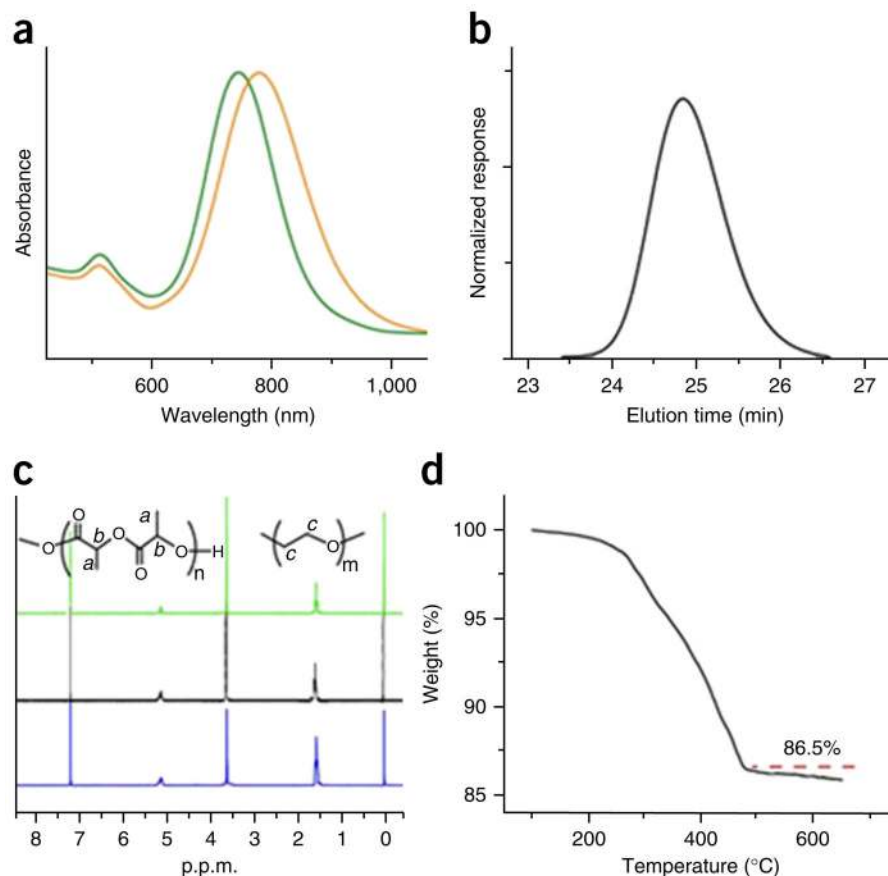 a
Absorbance
600
800
1,000
Wavelength (nm)
b
Normalized response
23
24
25
26
27
Elution time (min)
c
O
a
b
O
O
a
b
O
O
H
n
c
c
O
m
8
7
6
5
4
3
2
1
0
p.p.m.
d
100
95
90
85
Weight (%)
86.5%
200
400
600
Temperature (°C)